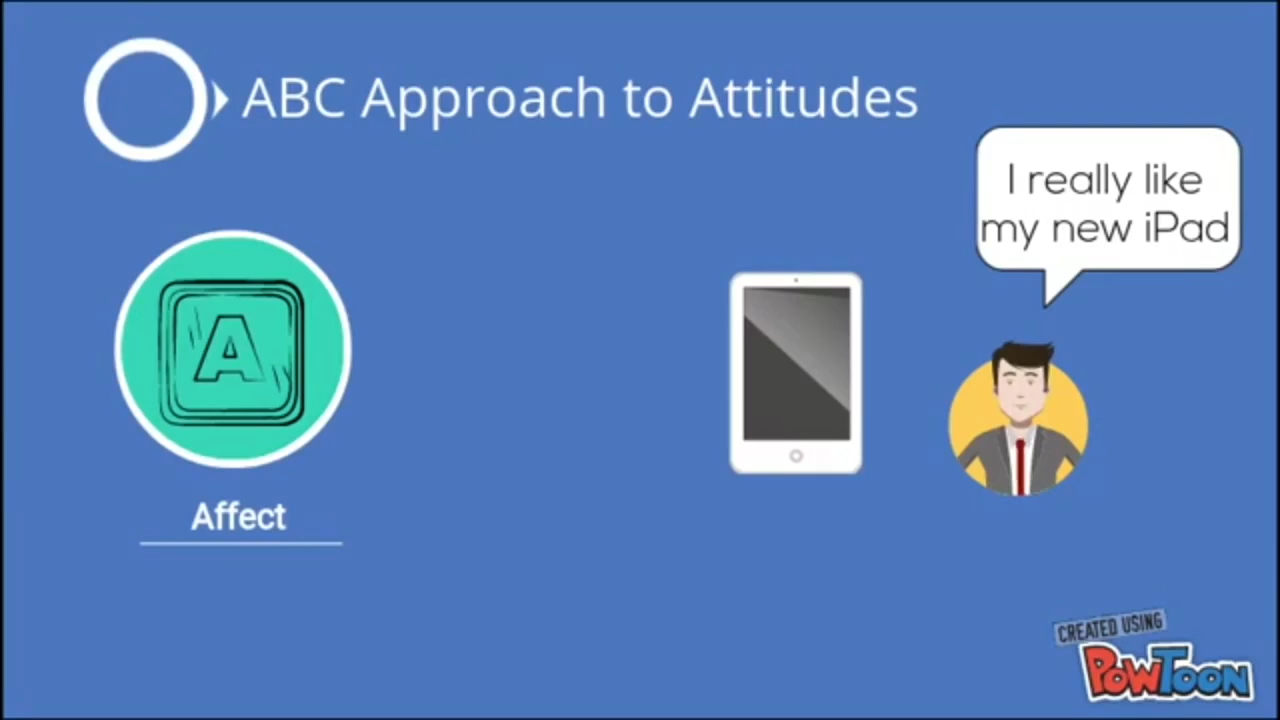 ABC Approach to Attitudes
I really like
my new iPad
A
Affect
CREATED USING
POWTOON